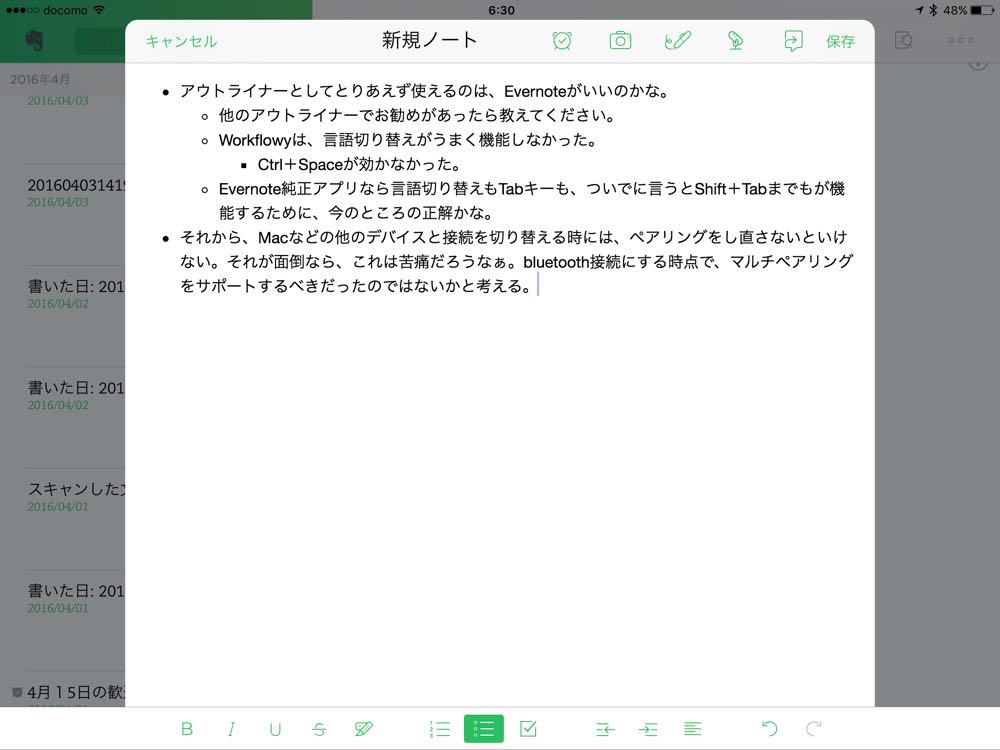 docomo
6:30
48%
キャンセル
新規ノート
保存
2016年4月
2016/04/03
2016040314
2016/04/03
書いた日: 201
2016/04/02
書いた日: 201
2016/04/02
スキャンした
2016/04/01
書いた日: 201
2016/04/01
4月15日の歓
• アウトライナーとしてとりあえず使えるのは、Evernoteがいいのかな。
◦ 他のアウトライナーでお勧めがあったら教えてください。
◦ Workflowyは、言語切り替えがうまく機能しなかった。
▪ Ctrl＋Spaceが効かなかった。
◦ Evernote純正アプリなら言語切り替えもTabキーも、ついでに言うとShift＋Tabまでもが機
能するために、今のところの正解かな。
• それから、Macなどの他のデバイスと接続を切り替える時には、ペアリングをし直さないといけ
ない。それが面倒なら、これは苦痛だろうなぁ。bluetooth接続にする時点で、マルチペアリング
をサポートするべきだったのではないかと考える。
B I U S